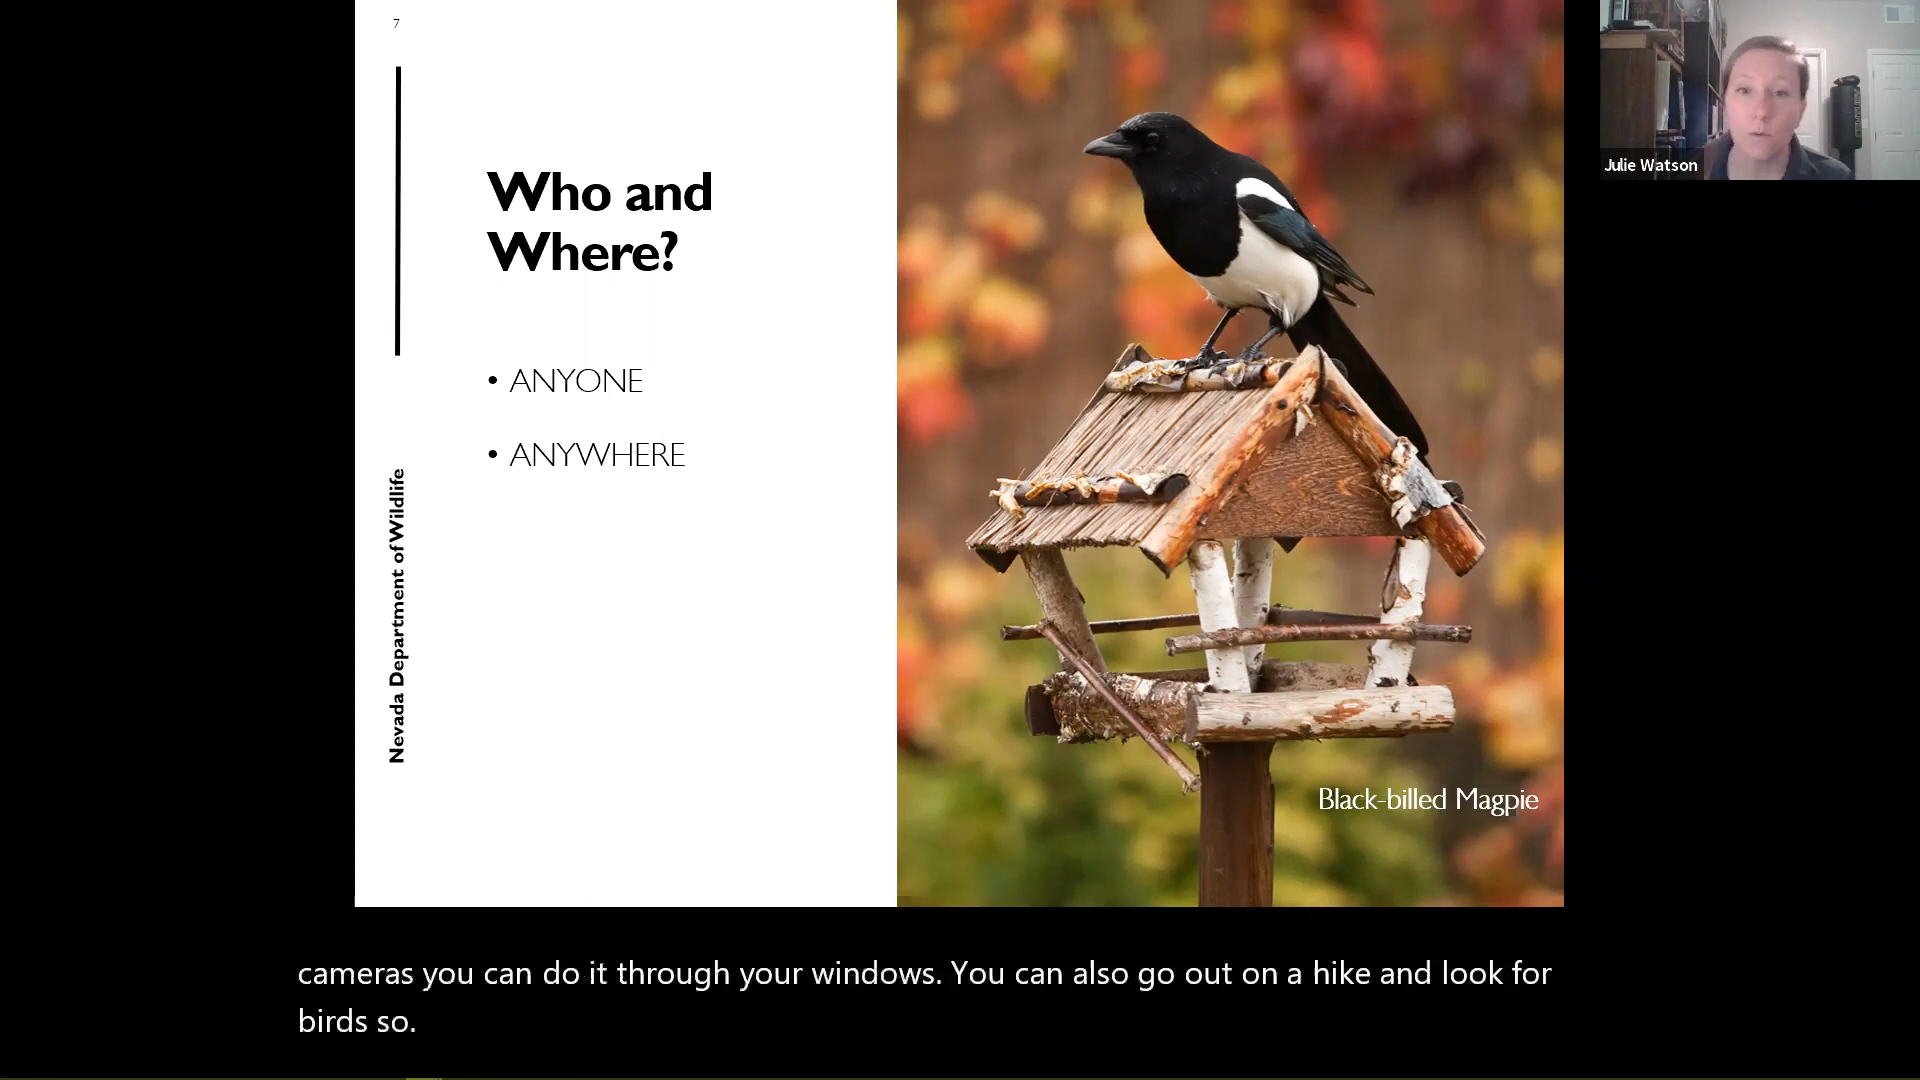 7
Who and
Where?
• ANYONE
• ANYWHERE
Nevada Department of Wildlife
Black-billed Magpie
Julie Watson
cameras you can do it through your windows. You can also go out on a hike and look for
birds so.